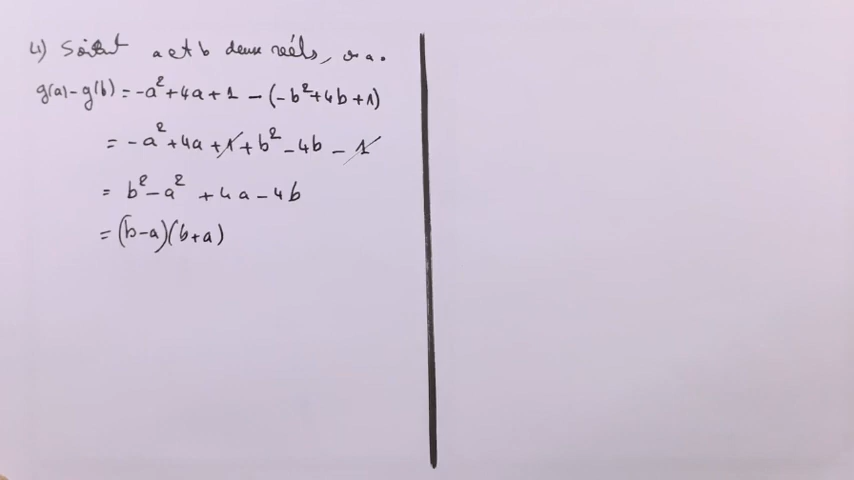 4) Soient a et b deux réels, on a.
g(a) - g(b) = -a² + 4a + 1 - (-b² + 4b + 1)
= -a² + 4a + 1 + b² - 4b - 1
= b² - a² + 4a - 4b
= (b-a)(b+a)